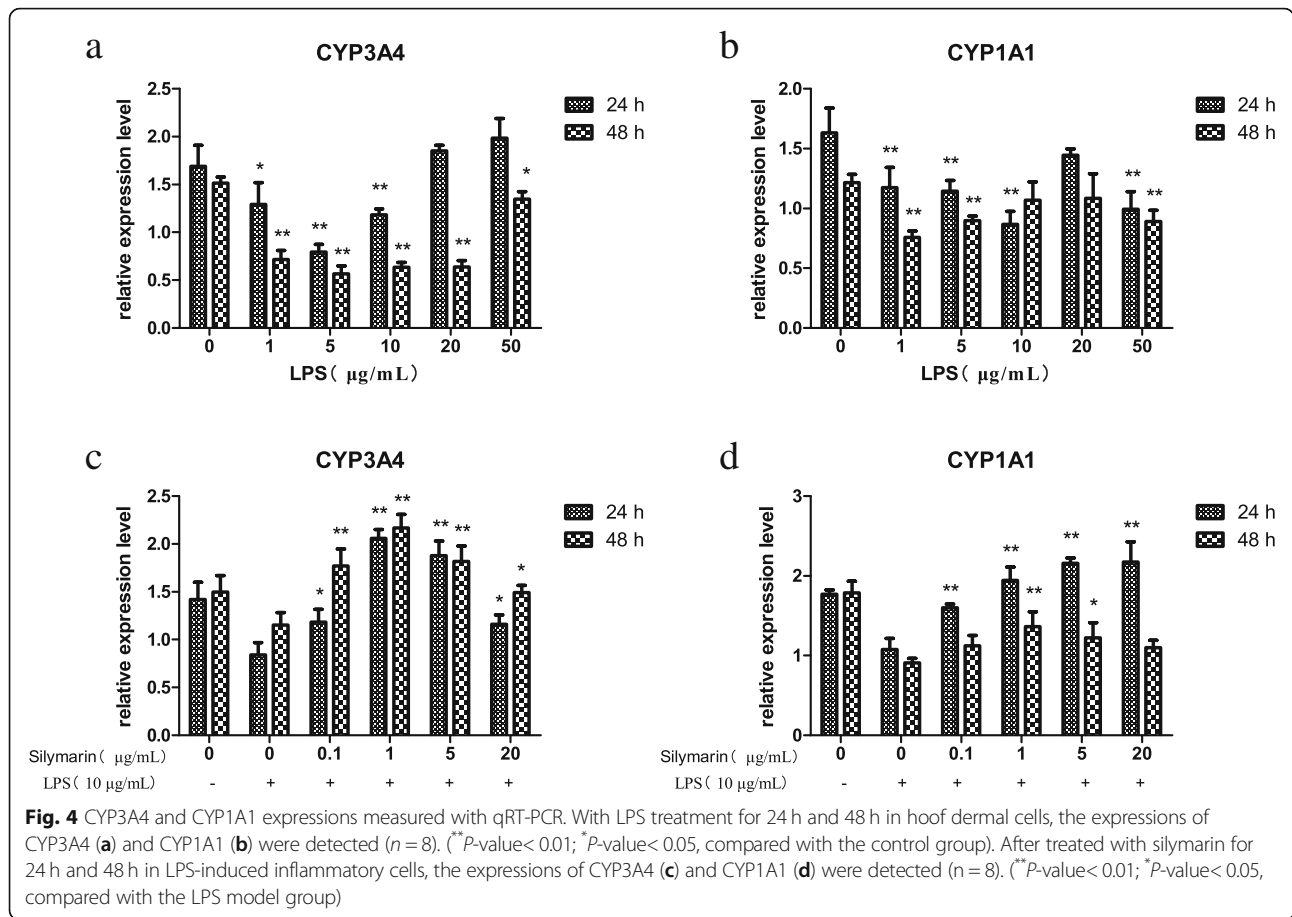 a
CYP3A4
relative expression level
2.5
2.0
1.5
1.0
0.5
0.0
* ** ** ** ** ** ** *
0 1 5 10 20 50
LPS( μg/mL)
24 h
48 h
b
CYP1A1
relative expression level
2.0
1.5
1.0
0.5
0.0
** ** ** ** ** ** **
0 1 5 10 20 50
LPS( μg/mL)
24 h
48 h
c
CYP3A4
relative expression level
2.5
2.0
1.5
1.0
0.5
0.0
* ** ** ** ** ** * *
24 h
48 h
Silymarin( μg/mL) 0 0 0.1 1 5 20
LPS( 10 μg/mL) - + + + + +
d
CYP1A1
relative expression level
3
2
1
0
** ** ** ** * **
24 h
48 h
Silymarin( μg/mL) 0 0 0.1 1 5 20
LPS( 10 μg/mL) - + + + + +
Fig. 4 CYP3A4 and CYP1A1 expressions measured with qRT-PCR. With LPS treatment for 24 h and 48 h in hoof dermal cells, the expressions of
CYP3A4 (a) and CYP1A1 (b) were detected (n = 8). (**P-value< 0.01; *P-value< 0.05, compared with the control group). After treated with silymarin for
24 h and 48 h in LPS-induced inflammatory cells, the expressions of CYP3A4 (c) and CYP1A1 (d) were detected (n = 8). (**P-value< 0.01; *P-value< 0.05,
compared with the LPS model group)